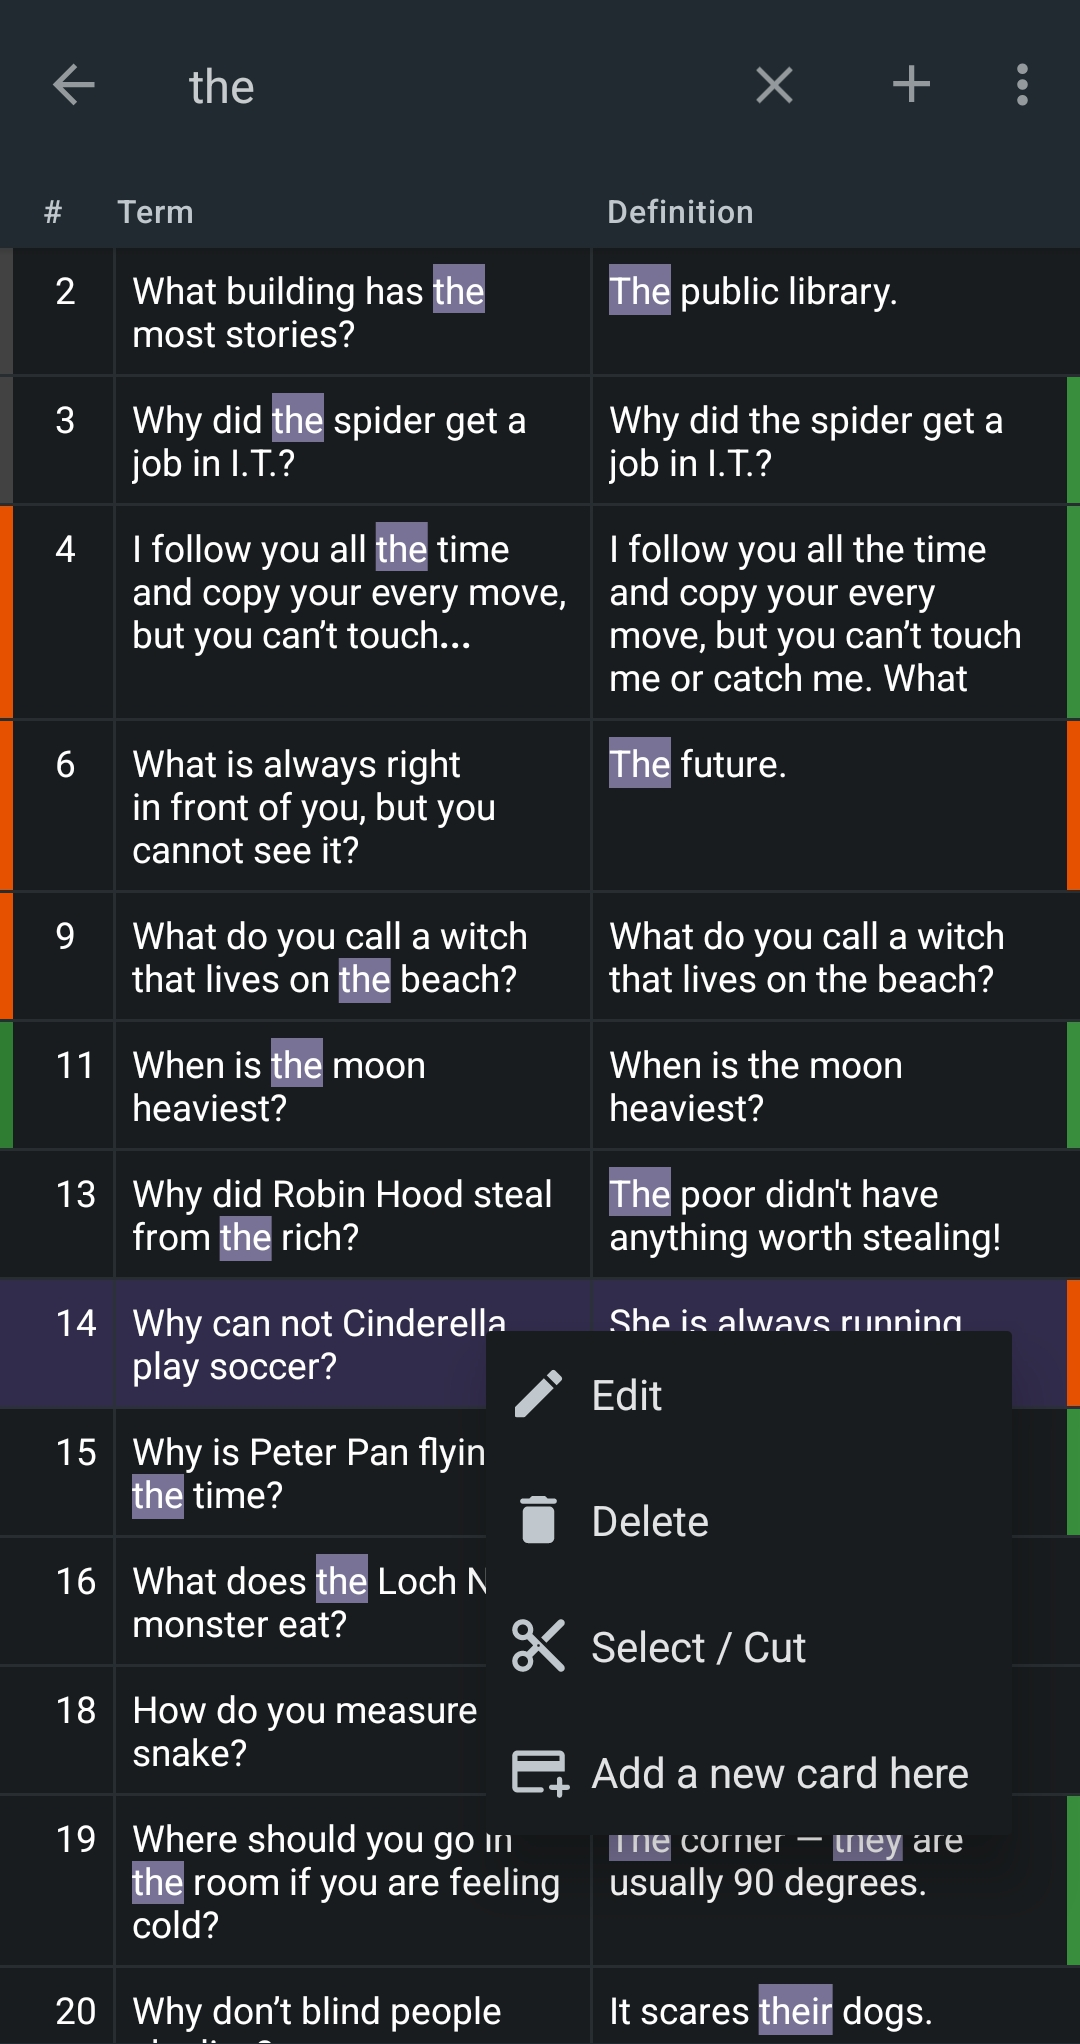 the
# Term Definition
2 What building has the The public library.
most stories?
3 Why did the spider get a Why did the spider get a
job in I.T.? job in I.T.?
4 I follow you all the time I follow you all the time
and copy your every move, and copy your every
but you can’t touch... move, but you can’t touch
me or catch me. What
6 What is always right The future.
in front of you, but you
cannot see it?
9 What do you call a witch What do you call a witch
that lives on the beach? that lives on the beach?
11 When is the moon When is the moon
heaviest? heaviest?
13 Why did Robin Hood steal The poor didn't have
from the rich? anything worth stealing!
14 Why can not Cinderella She is always running
play soccer?
Edit
15 Why is Peter Pan flyin
the time?
Delete
16 What does the Loch
monster eat?
Select / Cut
18 How do you measure
snake?
Add a new card here
19 Where should you go in The corner — they are
the room if you are feeling usually 90 degrees.
cold?
20 Why don’t blind people It scares their dogs.